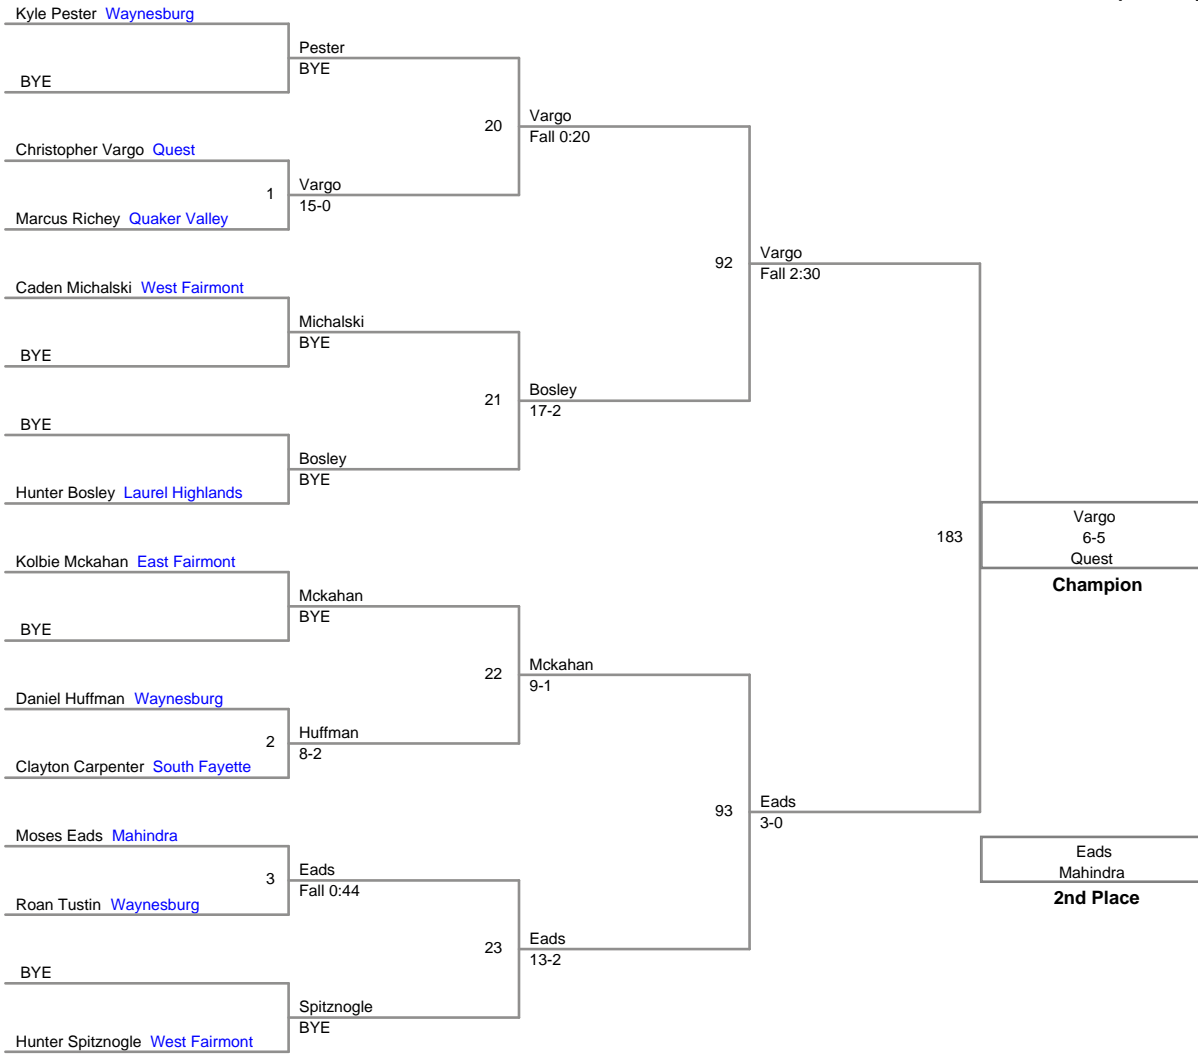 Kyle Pester Waynesburg
Pester
BYE
BYE
20
Vargo
Fall 0:20
Christopher Vargo Quest
1
Vargo
15-0
Marcus Richey Quaker Valley
92
Vargo
Fall 2:30
Caden Michalski West Fairmont
Michalski
BYE
BYE
21
Bosley
17-2
BYE
Bosley
BYE
Hunter Bosley Laurel Highlands
183
Vargo
6-5
Quest
Champion
Kolbie Mckahan East Fairmont
Mckahan
BYE
BYE
22
Mckahan
9-1
Daniel Huffman Waynesburg
2
Huffman
8-2
Clayton Carpenter South Fayette
93
Eads
3-0
Moses Eads Mahindra
3
Eads
Fall 0:44
Roan Tustin Waynesburg
Eads
Mahindra
2nd Place
23
Eads
13-2
BYE
Spitznogle
BYE
Hunter Spitznogle West Fairmont